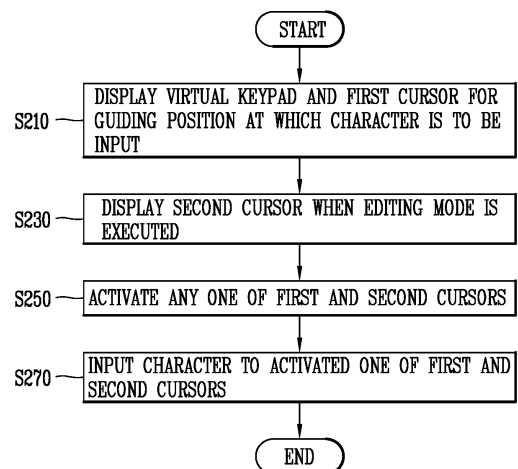 START
S210
DISPLAY VIRTUAL KEYPAD AND FIRST CURSOR FOR
GUIDING POSITION AT WHICH CHARACTER IS TO BE
INPUT
S230
DISPLAY SECOND CURSOR WHEN EDITING MODE IS
EXECUTED
S250
ACTIVATE ANY ONE OF FIRST AND SECOND CURSORS
S270
INPUT CHARACTER TO ACTIVATED ONE OF FIRST AND
SECOND CURSORS
END